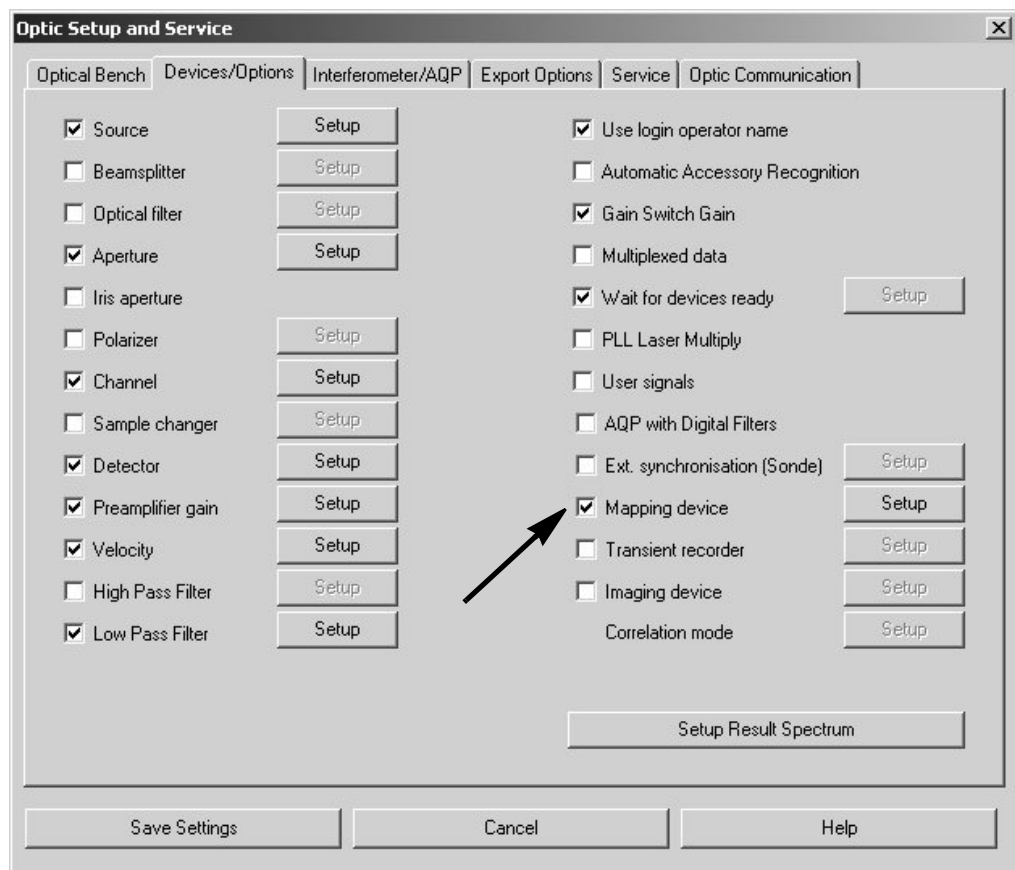 Optic Setup and Service
Optical Bench Devices/Options Interferometer/AQP Export Options Service Optic Communication
Source Setup
Beamsplitter Setup
Optical filter Setup
Aperture Setup
Iris aperture
Polarizer Setup
Channel Setup
Sample changer Setup
Detector Setup
Preamplifier gain Setup
Velocity Setup
High Pass Filter Setup
Low Pass Filter Setup
Use login operator name
Automatic Accessory Recognition
Gain Switch Gain
Multiplexed data
Wait for devices ready Setup
PLL Laser Multiply
User signals
AQP with Digital Filters
Ext. synchronisation (Sonde) Setup
Mapping device Setup
Transient recorder Setup
Imaging device Setup
Correlation mode Setup
Setup Result Spectrum
Save Settings Cancel Help